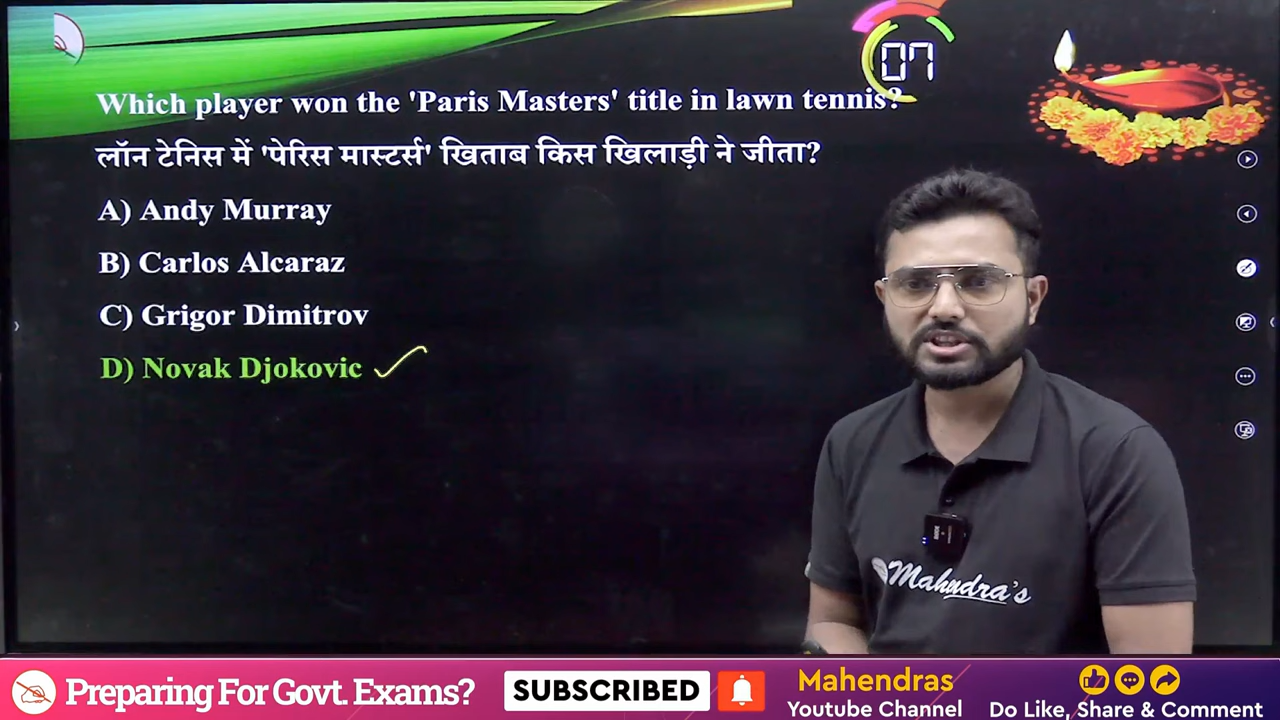 07
Which player won the 'Paris Masters' title in lawn tennis?
लॉन टेनिस में 'पेरिस मास्टर्स' खिताब किस खिलाड़ी ने जीता?
A) Andy Murray
B) Carlos Alcaraz
C) Grigor Dimitrov
D) Novak Djokovic
Mahendra's
Preparing For Govt. Exams?
SUBSCRIBED
Mahendras
Youtube Channel
Do Like, Share & Comment